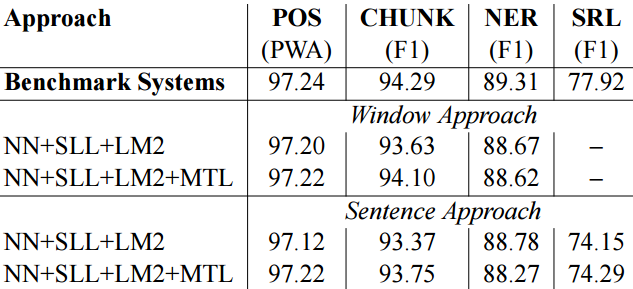 Approach POS CHUNK NER SRL
(PWA) (F1) (F1) (F1)
Benchmark Systems 97.24 94.29 89.31 77.92
Window Approach
NN+SLL+LM2 97.20 93.63 88.67 –
NN+SLL+LM2+MTL 97.22 94.10 88.62 –
Sentence Approach
NN+SLL+LM2 97.12 93.37 88.78 74.15
NN+SLL+LM2+MTL 97.22 93.75 88.27 74.29